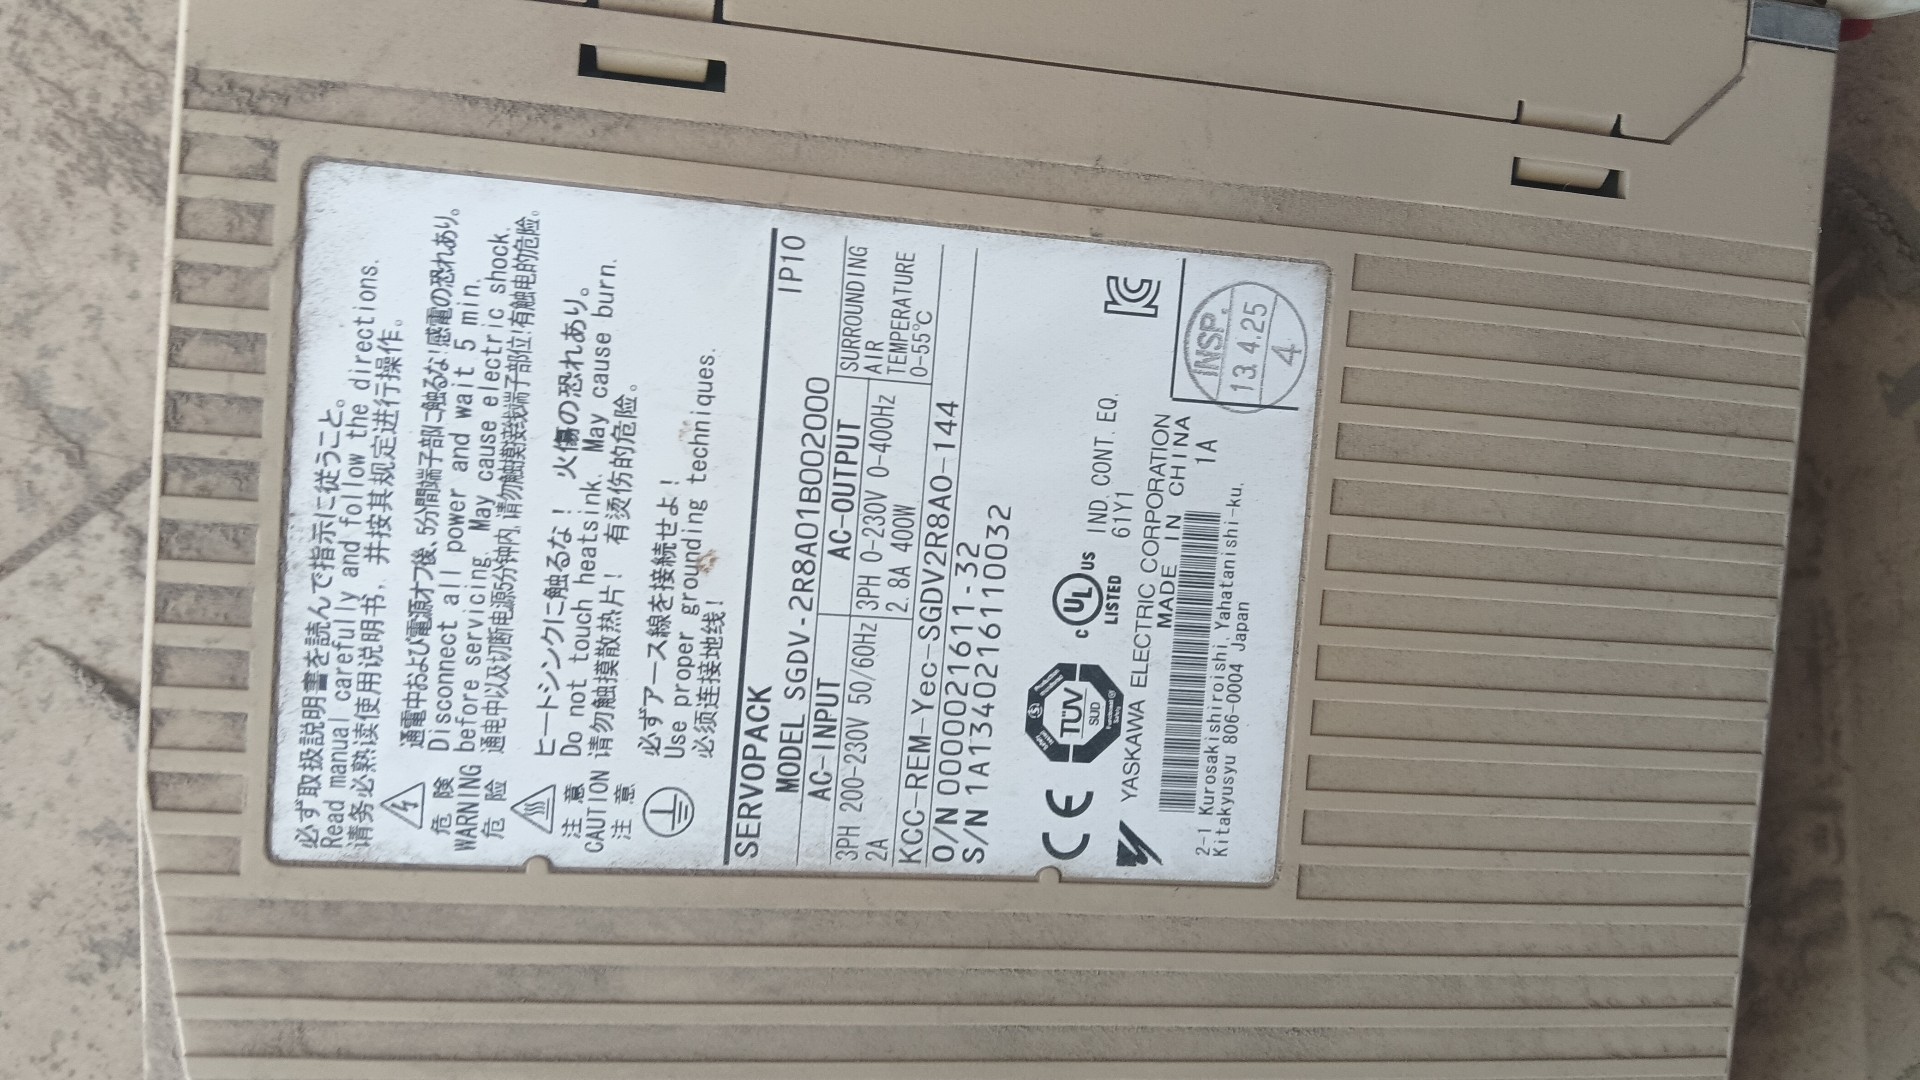 必ず取扱説明書を読んで指示に従うこと。
Read manual carefully and follow the directions.
请务必熟读使用说明书，并按其规定进行操作。
危険 通電中および電源オフ後、5分間端子部に触るな!感電の恐れあり。
WARNING Disconnect all power and wait 5 min. before servicing. May cause electric shock.
危险 通电中以及切断电源5分钟内,请勿触摸接线端子部位!有触电的危险。
注意 ヒートシンクに触るな! 火傷の恐れあり。
CAUTION Do not touch heatsink. May cause burn.
注意 请勿触摸散热片! 有烫伤的危险。
必ずアース線を接続せよ!
Use proper grounding techniques.
必须连接地线!
SERVOPACK IP10
MODEL SGDV-2R8A01B002000
AC-INPUT AC-OUTPUT SURROUNDING AIR TEMPERATURE 0-55℃
3PH 200-230V 50/60Hz 3PH 0-230V 0-400Hz
2A 2.8A 400W
KCC-REM-Yec-SGDV2R8A0-144
O/N 000021611-32
S/N 1A1340216110032
CE
TÜV
SÜD
c UL us
LISTED
IND. CONT. EQ.
61Y1
YASKAWA ELECTRIC CORPORATION
MADE IN CHINA
1A
2-1 Kurosakishiroishi, Yahatanishi-ku,
Kitakyusyu 806-0004 Japan
INSP.
13.4.25
4